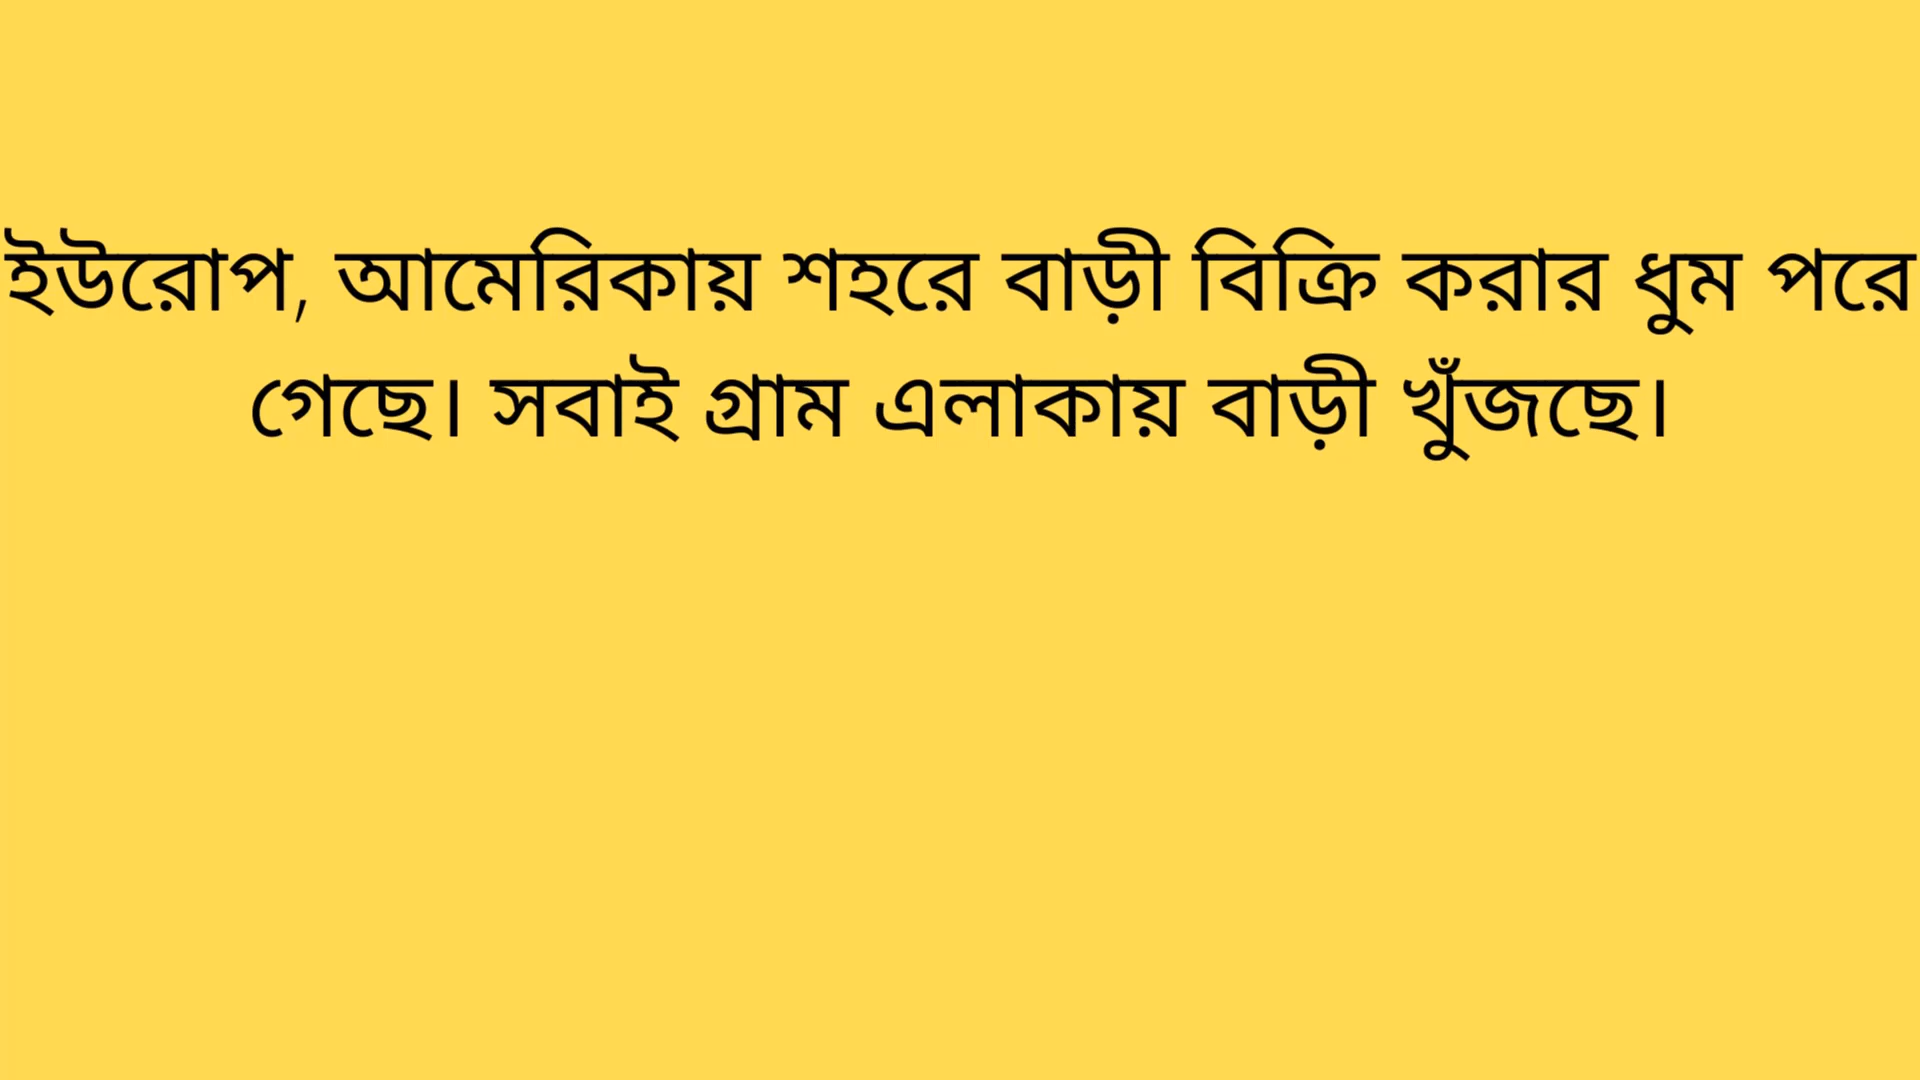 ইউরোপ, আমেরিকায় শহরে বাড়ী বিক্রি করার ধুম পরে
গেছে। সবাই গ্রাম এলাকায় বাড়ী খুঁজছে।